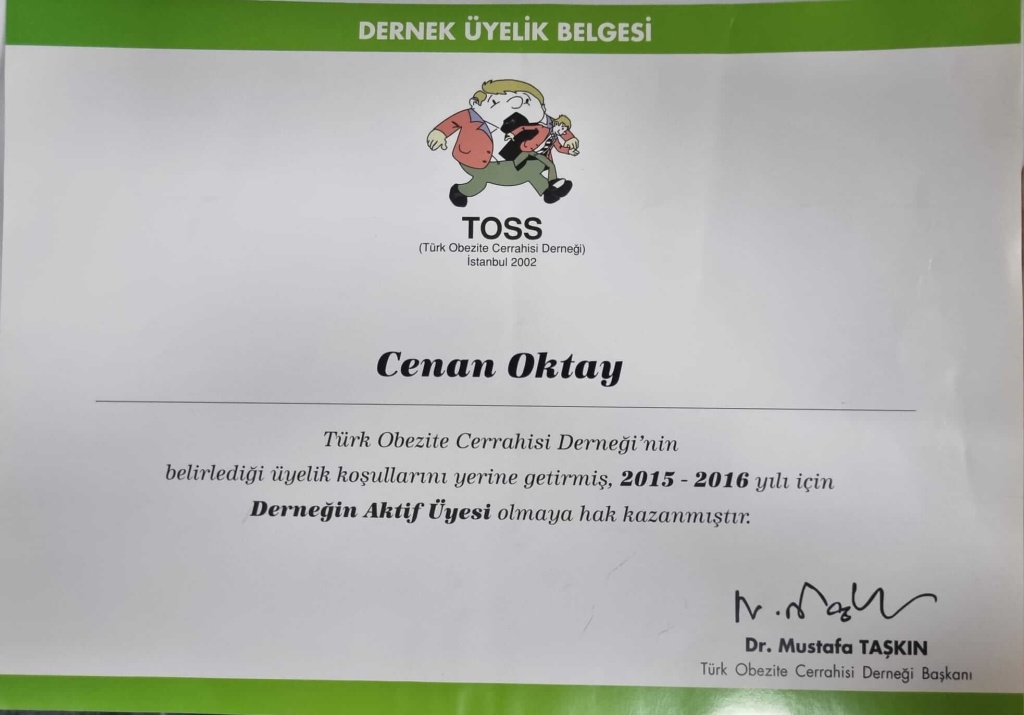 DERNEK ÜYELİK BELGESİ
TOSS
(Türk Obezite Cerrahisi Derneği)
İstanbul 2002
Cenan Oktay
Türk Obezite Cerrahisi Derneği'nin
belirlediği üyelik koşullarını yerine getirmiş, 2015 - 2016 yılı için
Derneğin Aktif Üyesi olmaya hak kazanmıştır.
Dr. Mustafa TAŞKIN
Türk Obezite Cerrahisi Derneği Başkanı